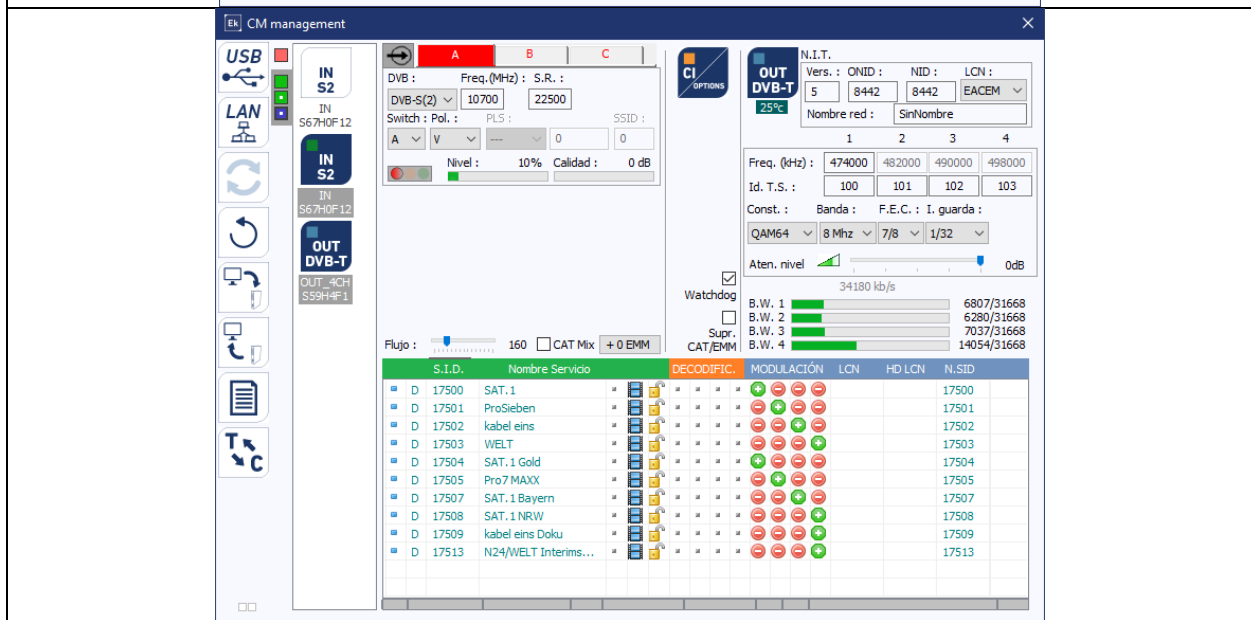 Ek CM management
USB
LAN
T C
IN S2
IN
S67H0F12
IN S2
IN
S67H0F12
OUT DVB-T
OUT_4CH
S59H4F1
A B C
DVB : Freq.(MHz) : S.R. :
DVB-S(2) 10700 22500
Switch : Pol. : PLS : SSID :
A V --- 0 0
Nivel : 10% Calidad : 0 dB
CI OPTIONS
OUT DVB-T
25ºc
N.I.T.
Vers. : ONID : NID : LCN :
5 8442 8442 EACEM
Nombre red : SinNombre
1 2 3 4
Freq. (kHz) : 474000 482000 490000 498000
Id. T.S. : 100 101 102 103
Const. : Banda : F.E.C. : I. guarda :
QAM64 8 Mhz 7/8 1/32
Aten. nivel 0dB
34180 kb/s
Watchdog
Supr. CAT/EMM
B.W. 1 6807/31668
B.W. 2 6280/31668
B.W. 3 7037/31668
B.W. 4 14054/31668
Flujo : 160 CAT Mix + 0 EMM
S.I.D. Nombre Servicio DECODIFIC. MODULACIÓN LCN HD LCN N.SID
D 17500 SAT.1 17500
D 17501 ProSieben 17501
D 17502 kabel eins 17502
D 17503 WELT 17503
D 17504 SAT.1 Gold 17504
D 17505 Pro7 MAXX 17505
D 17507 SAT.1 Bayern 17507
D 17508 SAT.1 NRW 17508
D 17509 kabel eins Doku 17509
D 17513 N24/WELT Interims... 17513